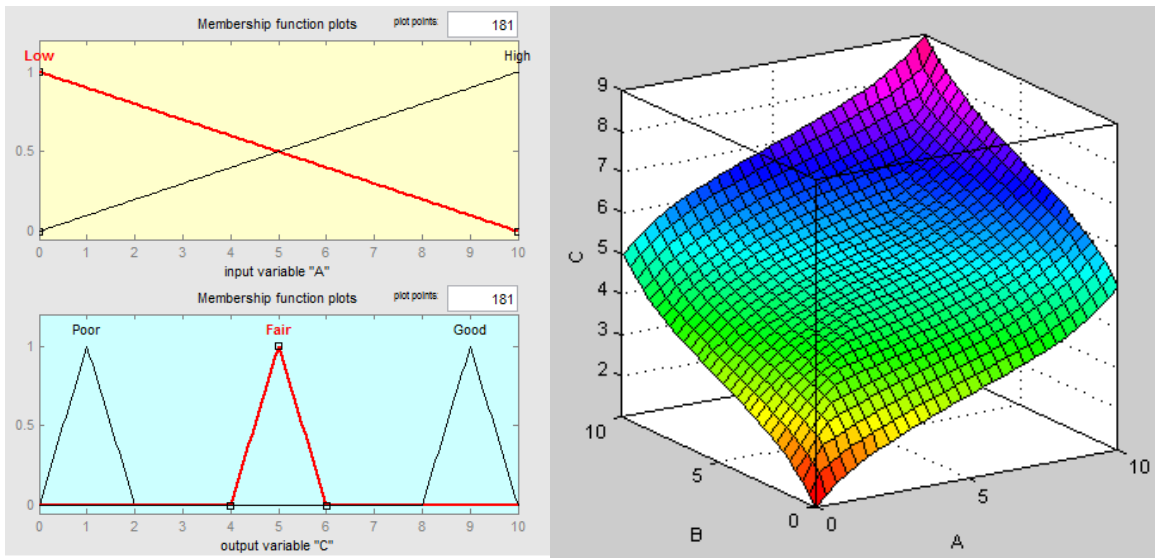 Membership function plots plot points: 181
Low High
1
0.5
0
0 1 2 3 4 5 6 7 8 9 10
input variable "A"
Membership function plots plot points: 181
Poor Fair Good
1
0.5
0
0 1 2 3 4 5 6 7 8 9 10
output variable "C"
9
8
7
6
5
4
3
2
C
10
5
0
B
0
5
10
A